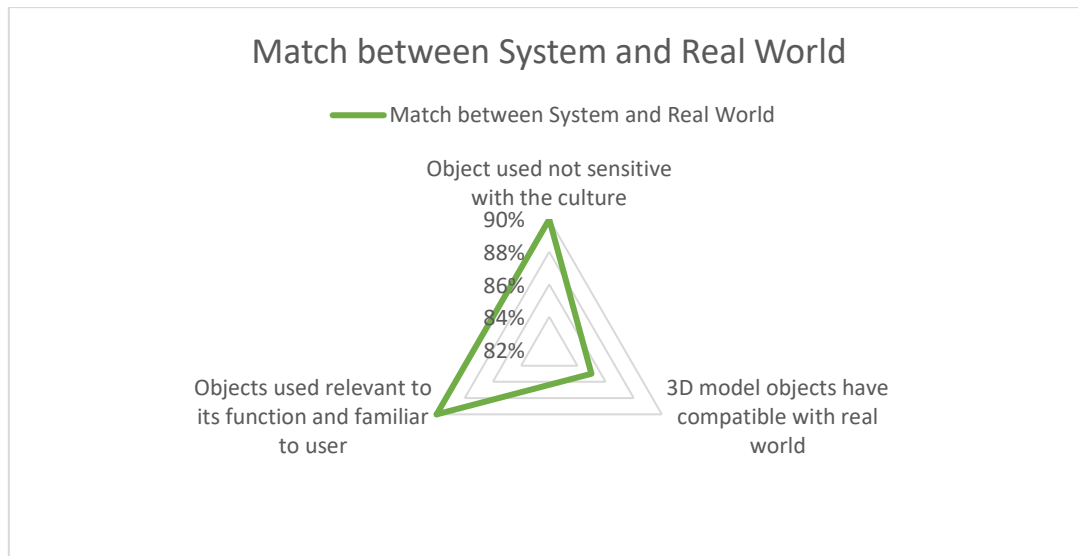 Match between System and Real World
Match between System and Real World
Object used not sensitive
with the culture
90%
88%
86%
84%
82%
Objects used relevant to
its function and familiar
to user
3D model objects have
compatible with real
world